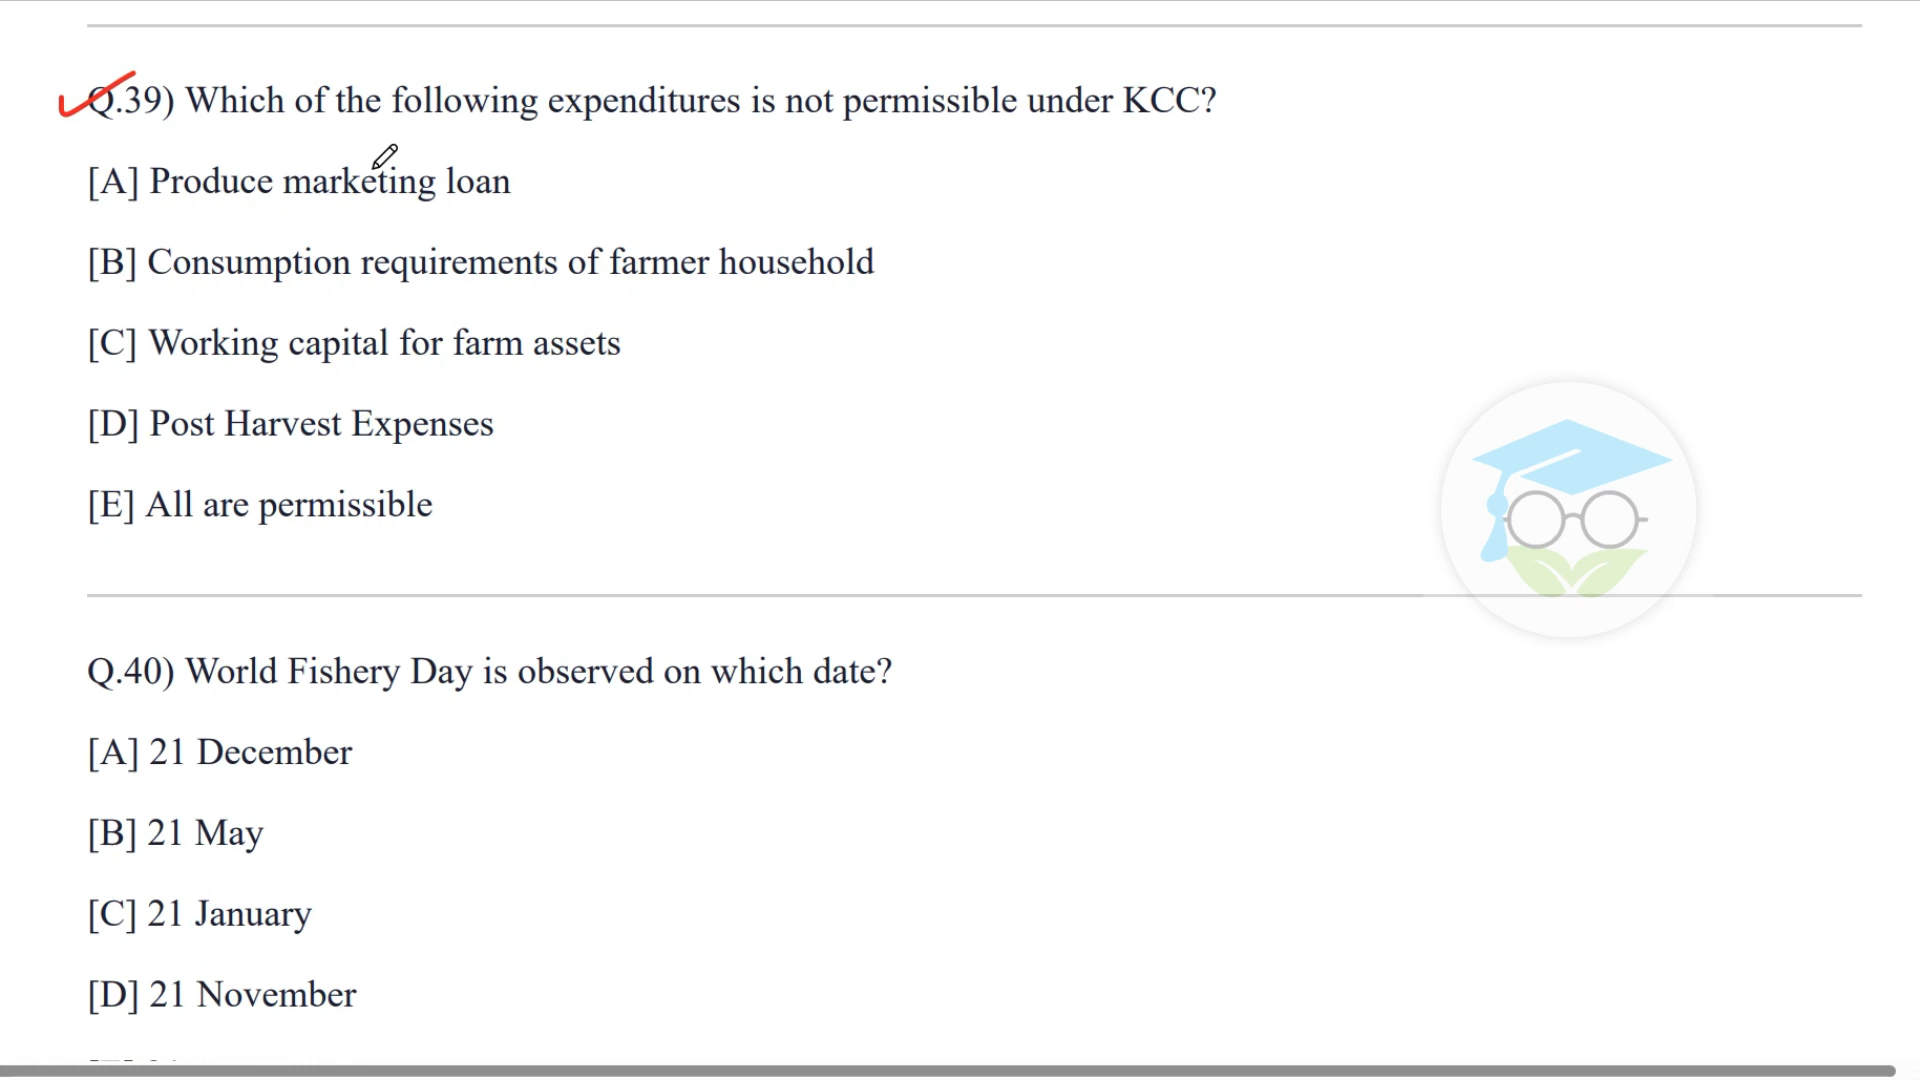 Q.39) Which of the following expenditures is not permissible under KCC?
[A] Produce marketing loan
[B] Consumption requirements of farmer household
[C] Working capital for farm assets
[D] Post Harvest Expenses
[E] All are permissible
Q.40) World Fishery Day is observed on which date?
[A] 21 December
[B] 21 May
[C] 21 January
[D] 21 November